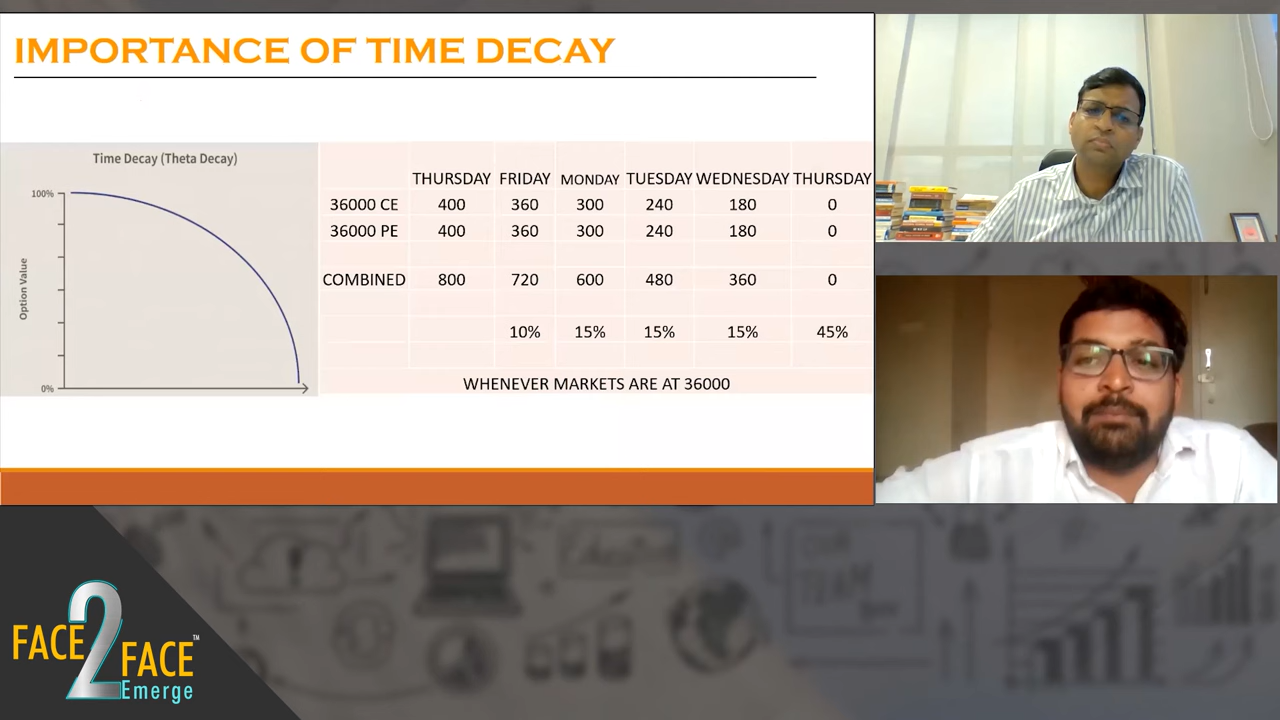 IMPORTANCE OF TIME DECAY
Time Decay (Theta Decay)
100%
Option Value
0%
THURSDAY FRIDAY MONDAY TUESDAY WEDNESDAY THURSDAY
36000 CE 400 360 300 240 180 0
36000 PE 400 360 300 240 180 0
COMBINED 800 720 600 480 360 0
10% 15% 15% 15% 45%
WHENEVER MARKETS ARE AT 36000
FACE 2 FACE ™
Emerge